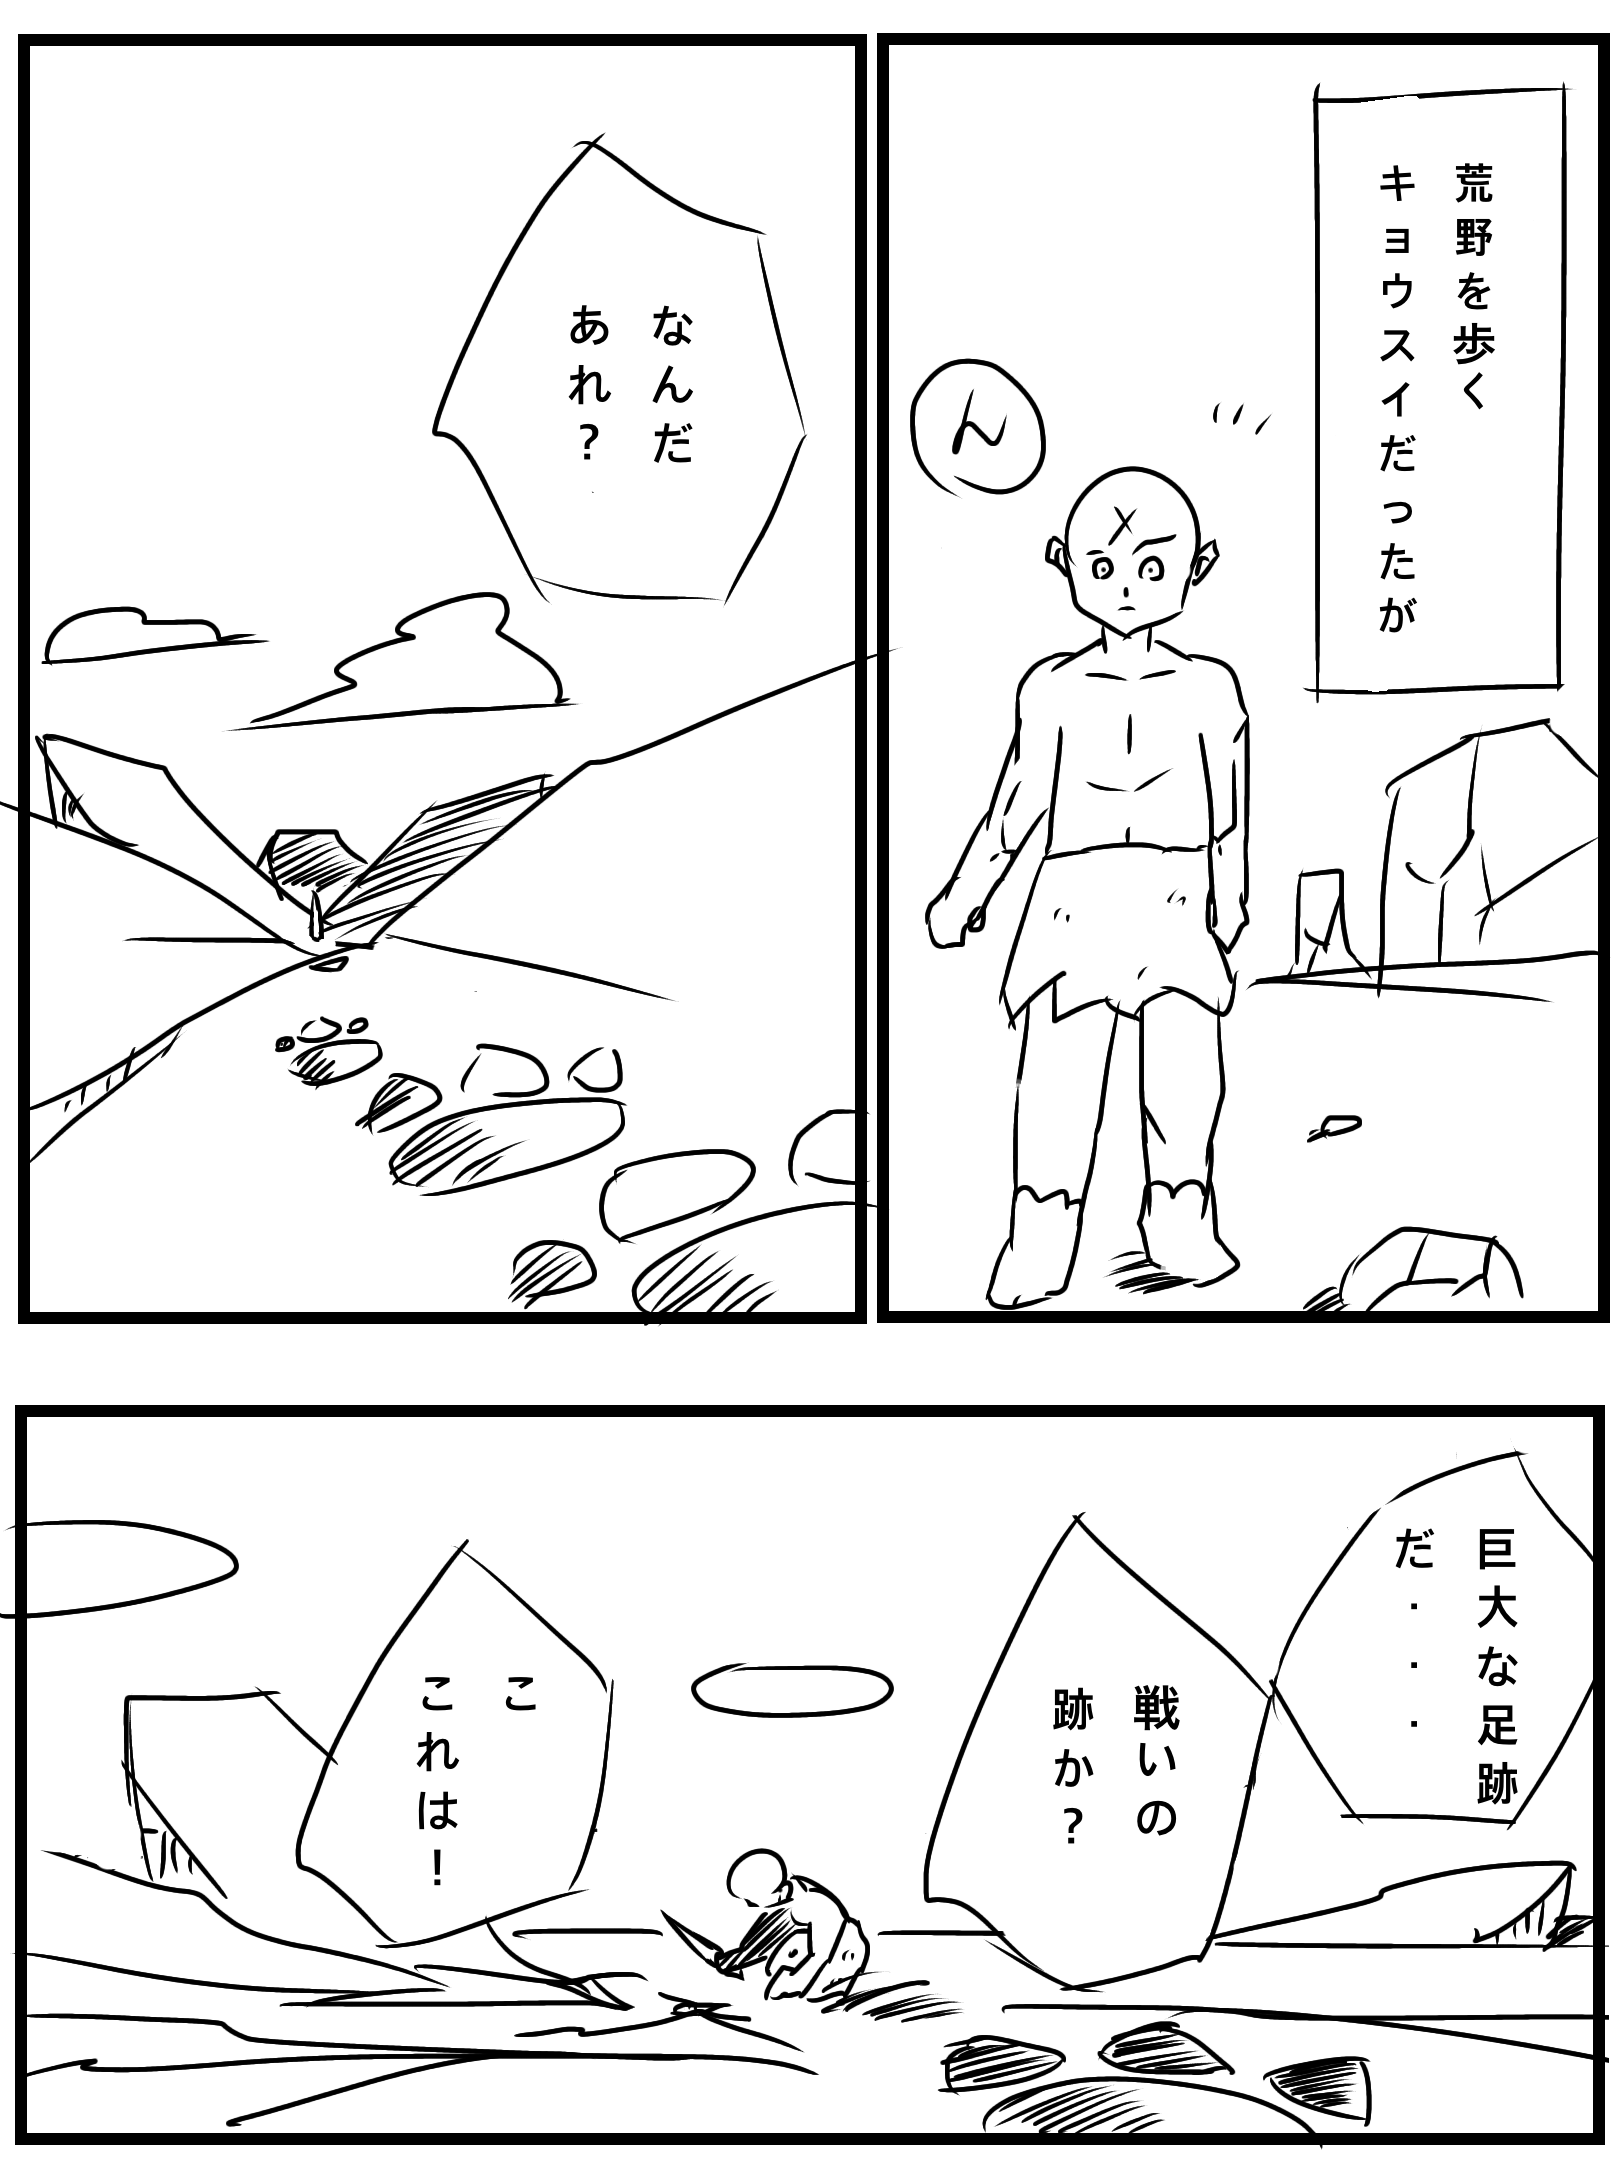 荒野を歩く
キョウスイだったが
ん
なんだ
あれ?
巨大な足跡
だ・・・
戦いの
跡か?
こ
これは!